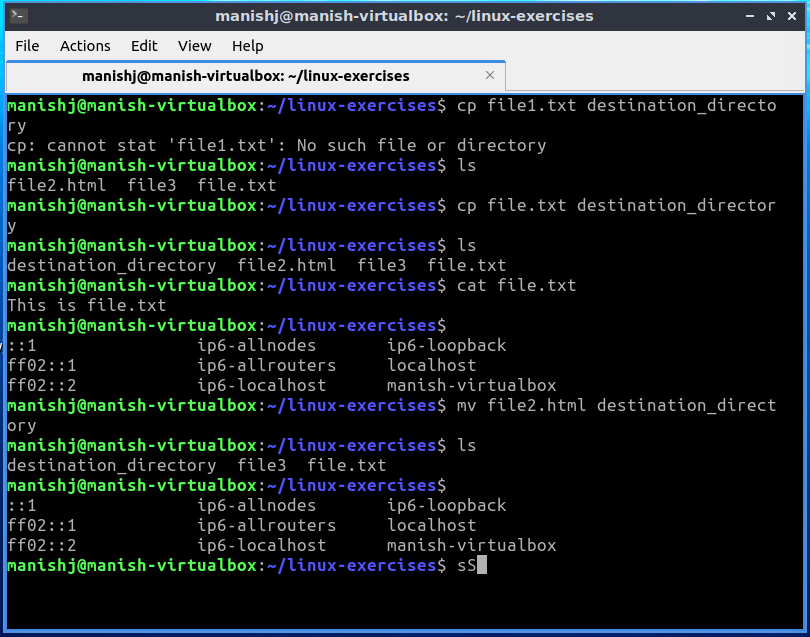 manishj@manish-virtualbox: ~/linux-exercises
File Actions Edit View Help
manishj@manish-virtualbox: ~/linux-exercises
manishj@manish-virtualbox:~/linux-exercises$ cp file1.txt destination_directo
ry
cp: cannot stat 'file1.txt': No such file or directory
manishj@manish-virtualbox:~/linux-exercises$ ls
file2.html  file3  file.txt
manishj@manish-virtualbox:~/linux-exercises$ cp file.txt destination_director
y
manishj@manish-virtualbox:~/linux-exercises$ ls
destination_directory  file2.html  file3  file.txt
manishj@manish-virtualbox:~/linux-exercises$ cat file.txt
This is file.txt
manishj@manish-virtualbox:~/linux-exercises$
::1                ip6-allnodes       ip6-loopback
ff02::1            ip6-allrouters     localhost
ff02::2            ip6-localhost      manish-virtualbox
manishj@manish-virtualbox:~/linux-exercises$ mv file2.html destination_direct
ory
manishj@manish-virtualbox:~/linux-exercises$ ls
destination_directory  file3  file.txt
manishj@manish-virtualbox:~/linux-exercises$
::1                ip6-allnodes       ip6-loopback
ff02::1            ip6-allrouters     localhost
ff02::2            ip6-localhost      manish-virtualbox
manishj@manish-virtualbox:~/linux-exercises$ sS